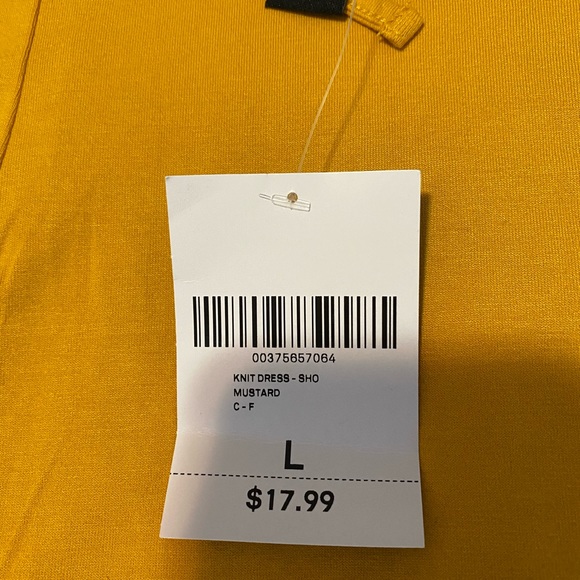 00375657064
KNIT DRESS - SHO
MUSTARD
C - F
L
$17.99